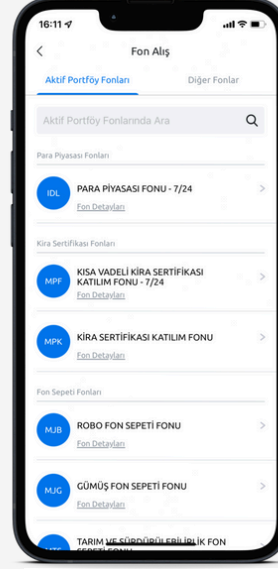 16:11
Fon Alış
Aktif Portföy Fonları
Diğer Fonlar
Aktif Portföy Fonlarında Ara
Para Piyasası Fonları
IDL
PARA PİYASASI FONU - 7/24
Fon Detayları
Kira Sertifikası Fonları
MPF
KISA VADELİ KİRA SERTİFİKASI
KATILIM FONU - 7/24
Fon Detayları
MPK
KİRA SERTİFİKASI KATILIM FONU
Fon Detayları
Fon Sepeti Fonları
MJB
ROBO FON SEPETİ FONU
Fon Detayları
MJG
GÜMÜŞ FON SEPETİ FONU
Fon Detayları
TARIM VE SÜRDÜRÜLEBİLİRLİK FON
SEPETİ FONU